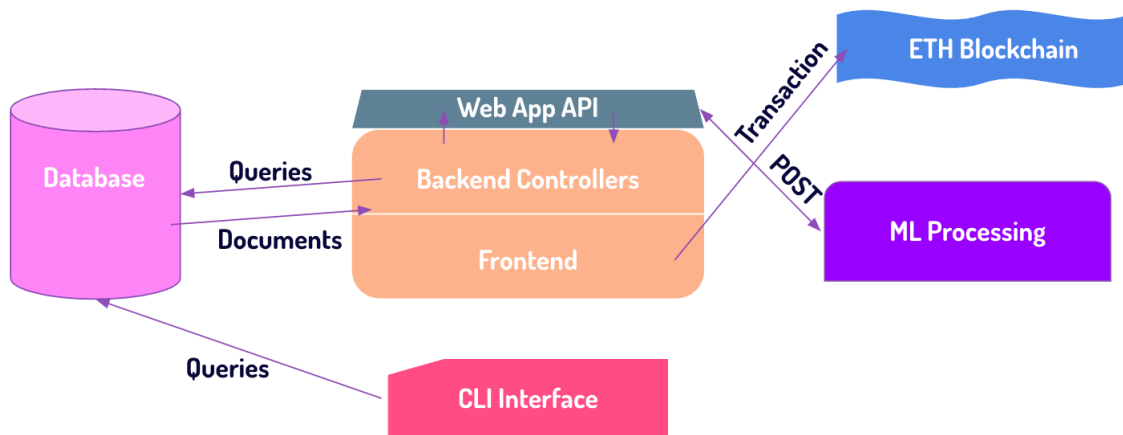 ETH Blockchain
Web App API
Transaction
Database
Queries
Backend Controllers
POST
Documents
Frontend
ML Processing
Queries
CLI Interface